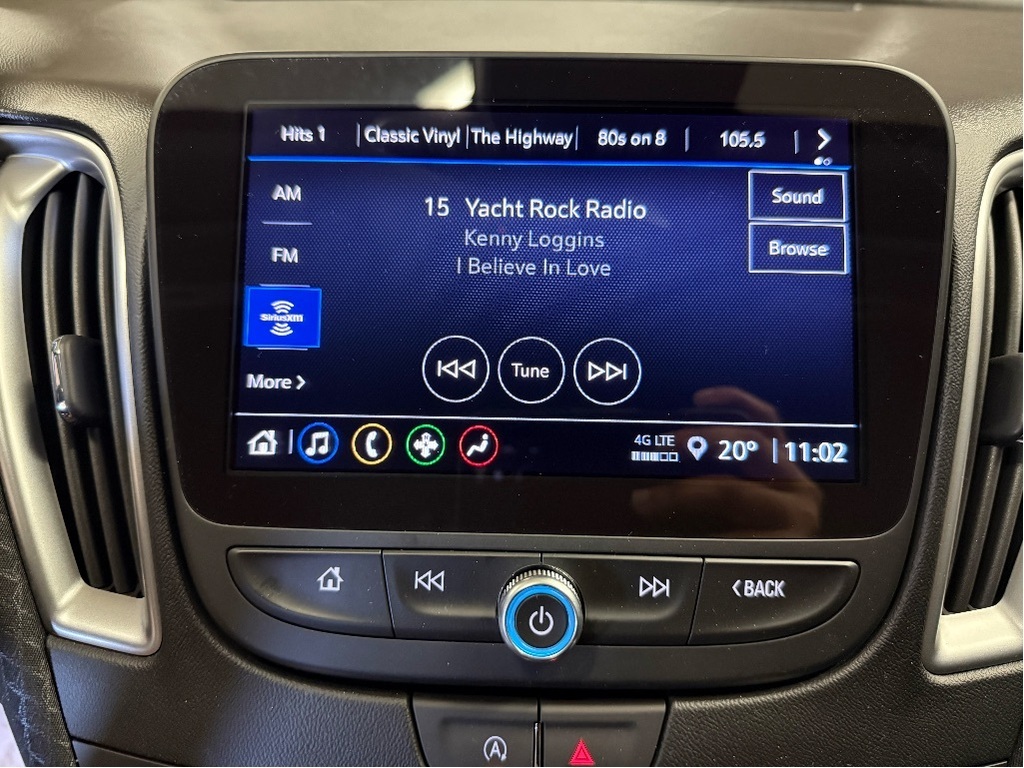 Hits 1 Classic Vinyl The Highway 80s on 8 105.5
AM
15 Yacht Rock Radio
Sound
Kenny Loggins
FM
Browse
I Believe In Love
SiriusXM
Tune
More
4G LTE
20° 11:02
BACK
A